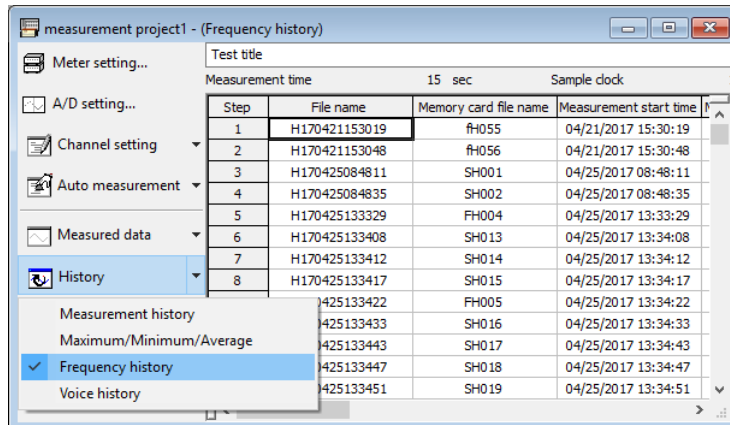 measurement project1 - (Frequency history)
Meter setting...
A/D setting...
Channel setting
Auto measurement
Measured data
History
Measurement history
Maximum/Minimum/Average
Frequency history
Voice history
Test title
Measurement time 15 sec Sample clock
Step File name Memory card file name Measurement start time
1 H170421153019 fH055 04/21/2017 15:30:19
2 H170421153048 fH056 04/21/2017 15:30:48
3 H170425084811 SH001 04/25/2017 08:48:11
4 H170425084835 SH002 04/25/2017 08:48:35
5 H170425133329 FH004 04/25/2017 13:33:29
6 H170425133408 SH013 04/25/2017 13:34:08
7 H170425133412 SH014 04/25/2017 13:34:12
8 H170425133417 SH015 04/25/2017 13:34:17
0425133422 FH005 04/25/2017 13:34:22
0425133433 SH016 04/25/2017 13:34:33
0425133443 SH017 04/25/2017 13:34:43
0425133447 SH018 04/25/2017 13:34:47
0425133451 SH019 04/25/2017 13:34:51